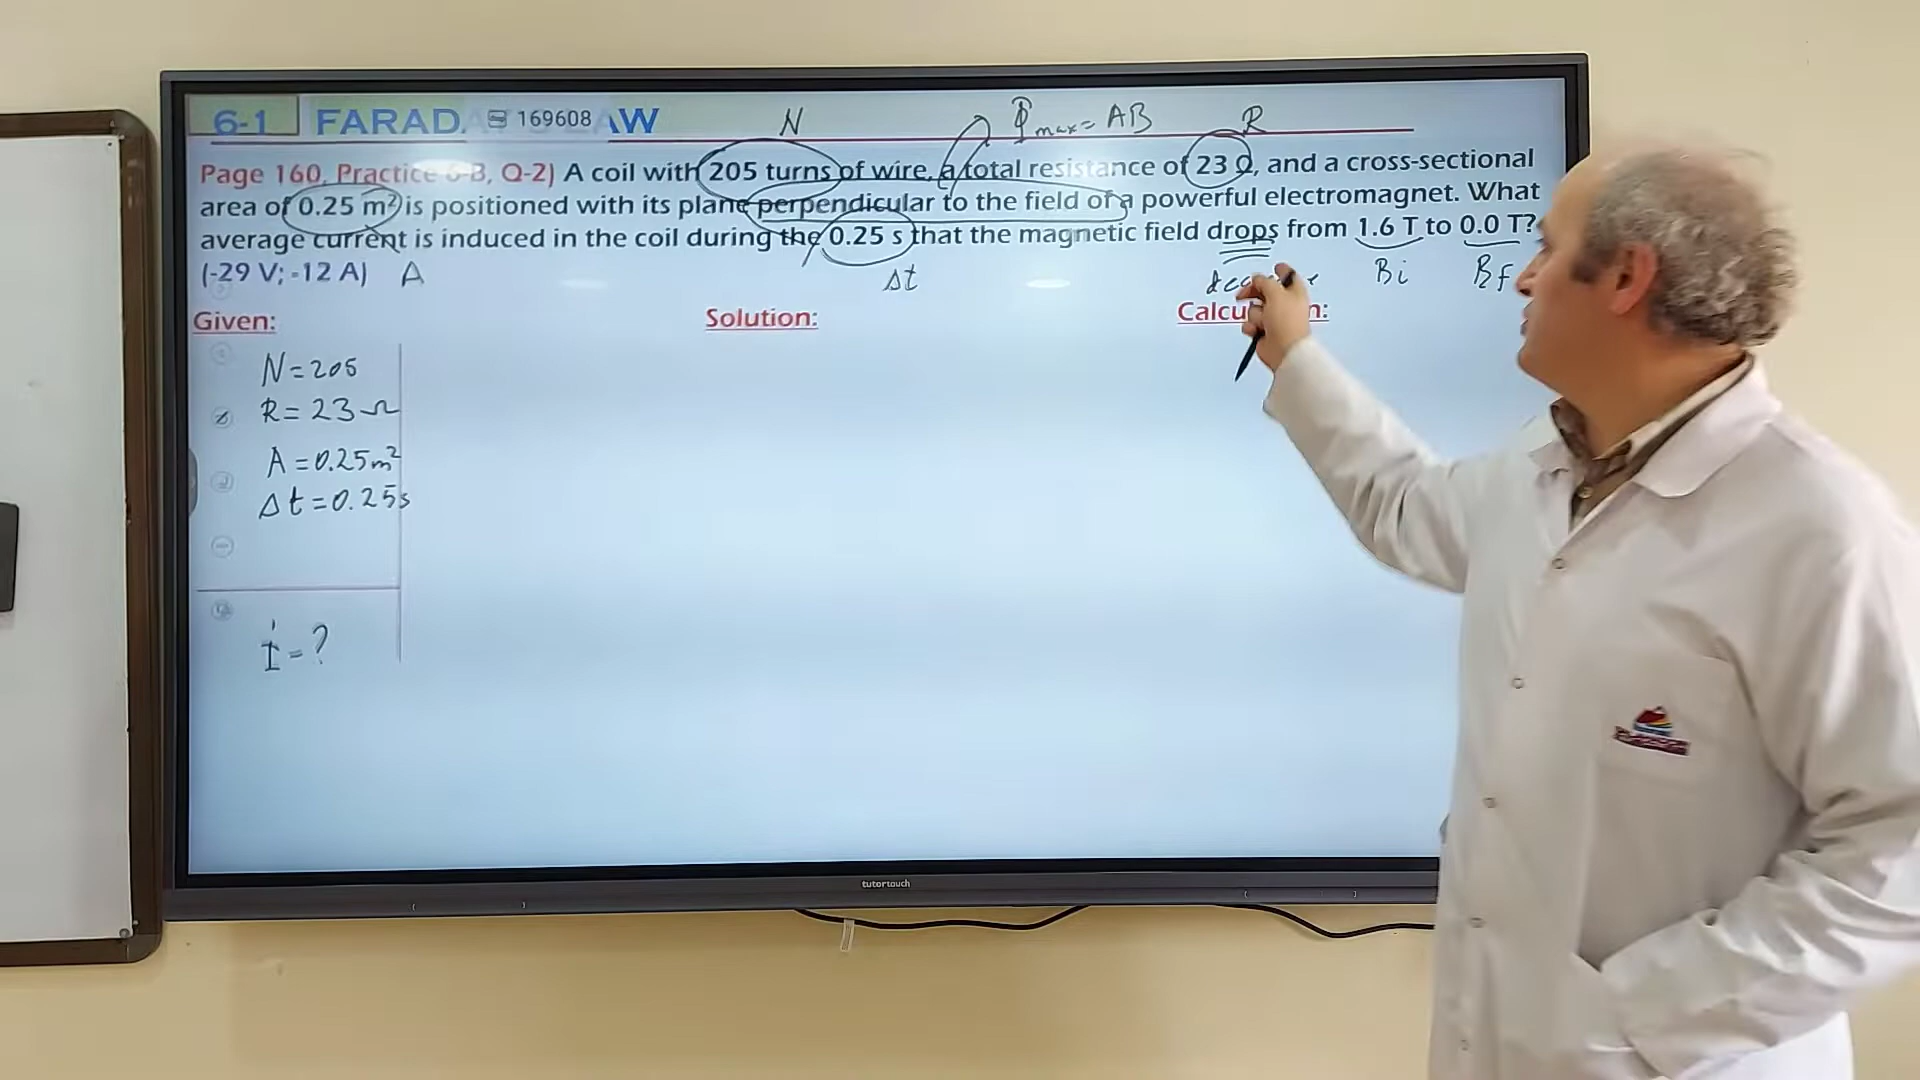 6-1 FARAD 169608 AW
N Φmax = AB R
Page 160, Practice 6-B, Q-2) A coil with 205 turns of wire, a total resistance of 23 Ω, and a cross-sectional
area of 0.25 m² is positioned with its plane perpendicular to the field of a powerful electromagnet. What
average current is induced in the coil during the 0.25 s that the magnetic field drops from 1.6 T to 0.0 T?
(-29 V; -12 A) A Δt Bi Bf
Given: Solution:
N = 205
R = 23 Ω
A = 0.25 m²
Δt = 0.25 s
I = ?
tutortouch